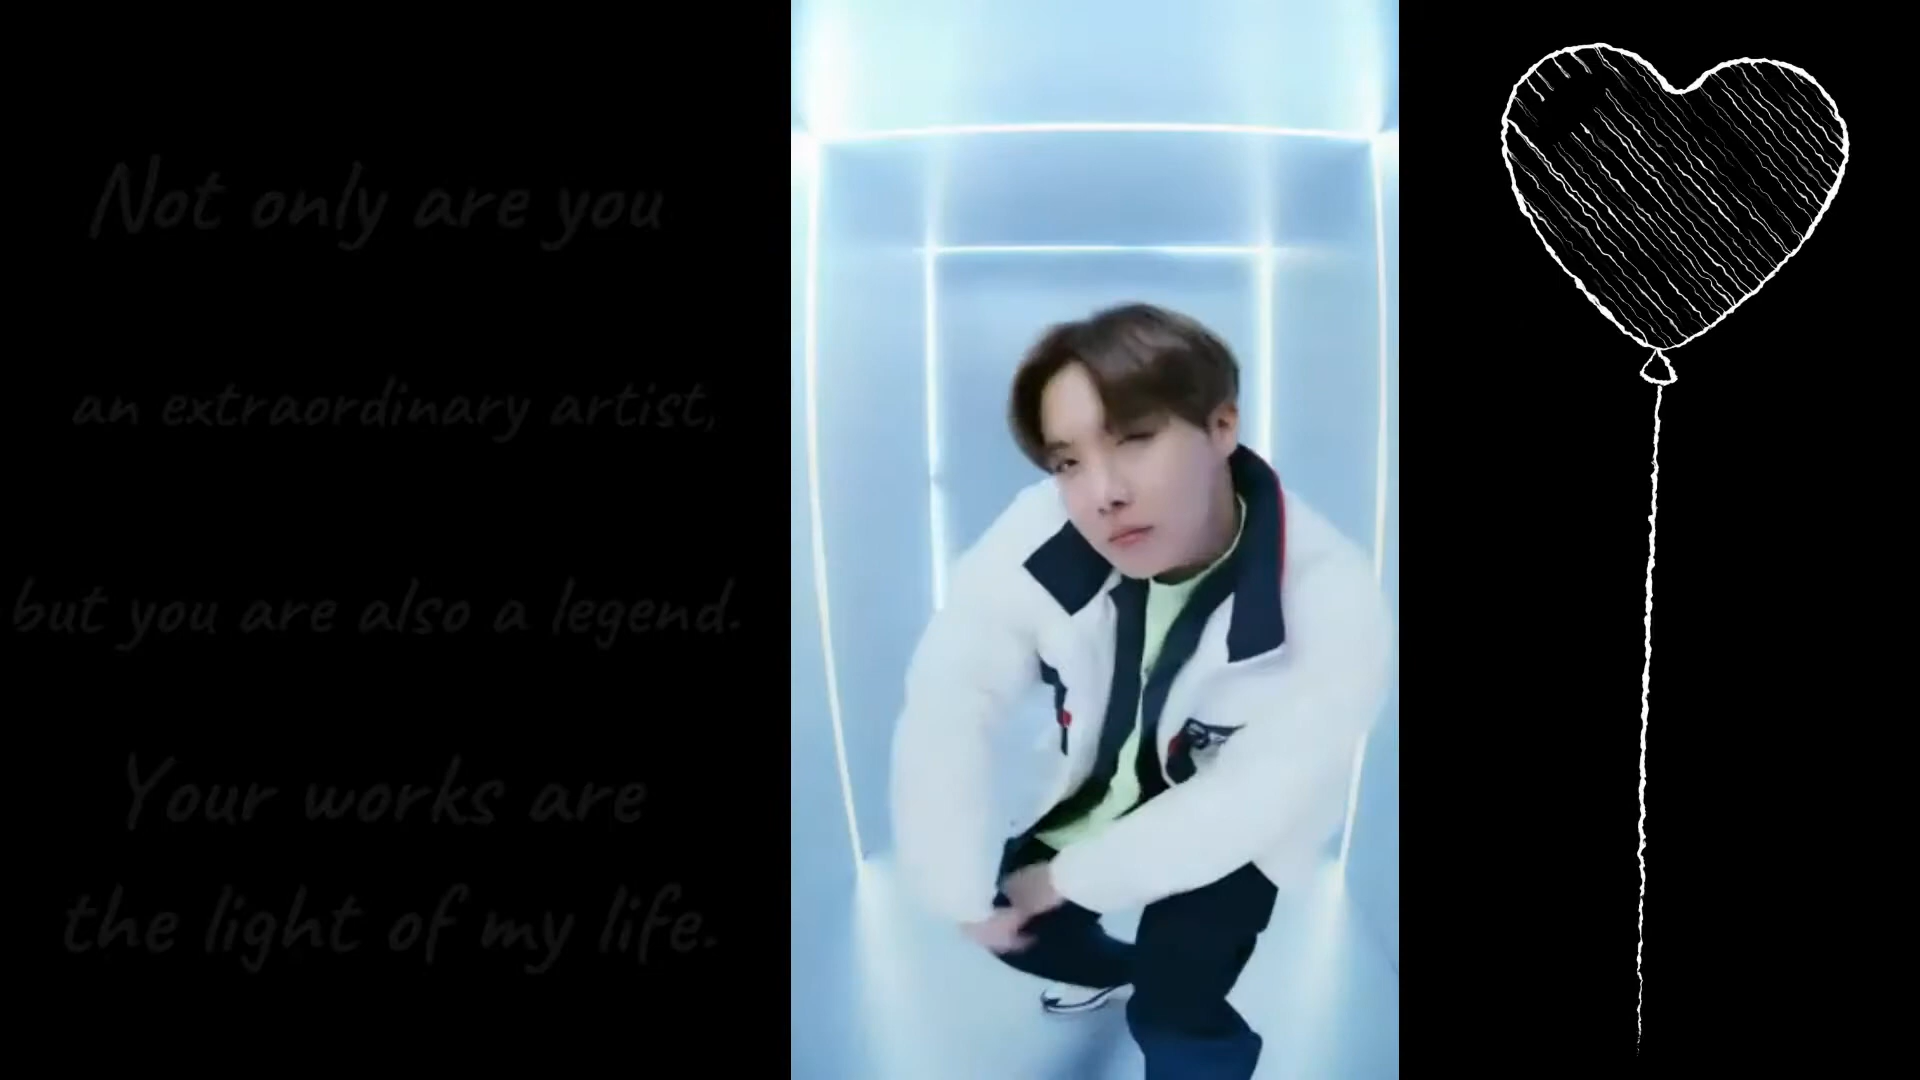 Not only are you
an extraordinary artist,
but you are also a legend.
Your works are
the light of my life.